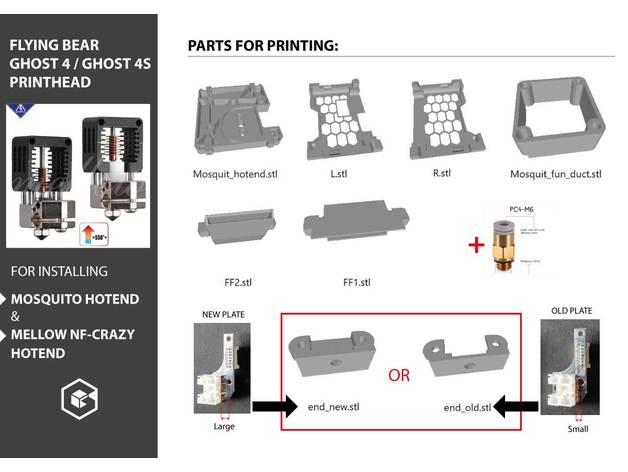 FLYING BEAR
GHOST 4 / GHOST 4S
PRINTHEAD
>550°
FOR INSTALLING
MOSQUITO HOTEND
&
MELLOW NF-CRAZY
HOTEND
PARTS FOR PRINTING:
Mosquit_hotend.stl
L.stl
R.stl
Mosquit_fun_duct.stl
FF2.stl
FF1.stl
+
PC4-M6
NEW PLATE
Large
end_new.stl
OR
end_old.stl
OLD PLATE
Small